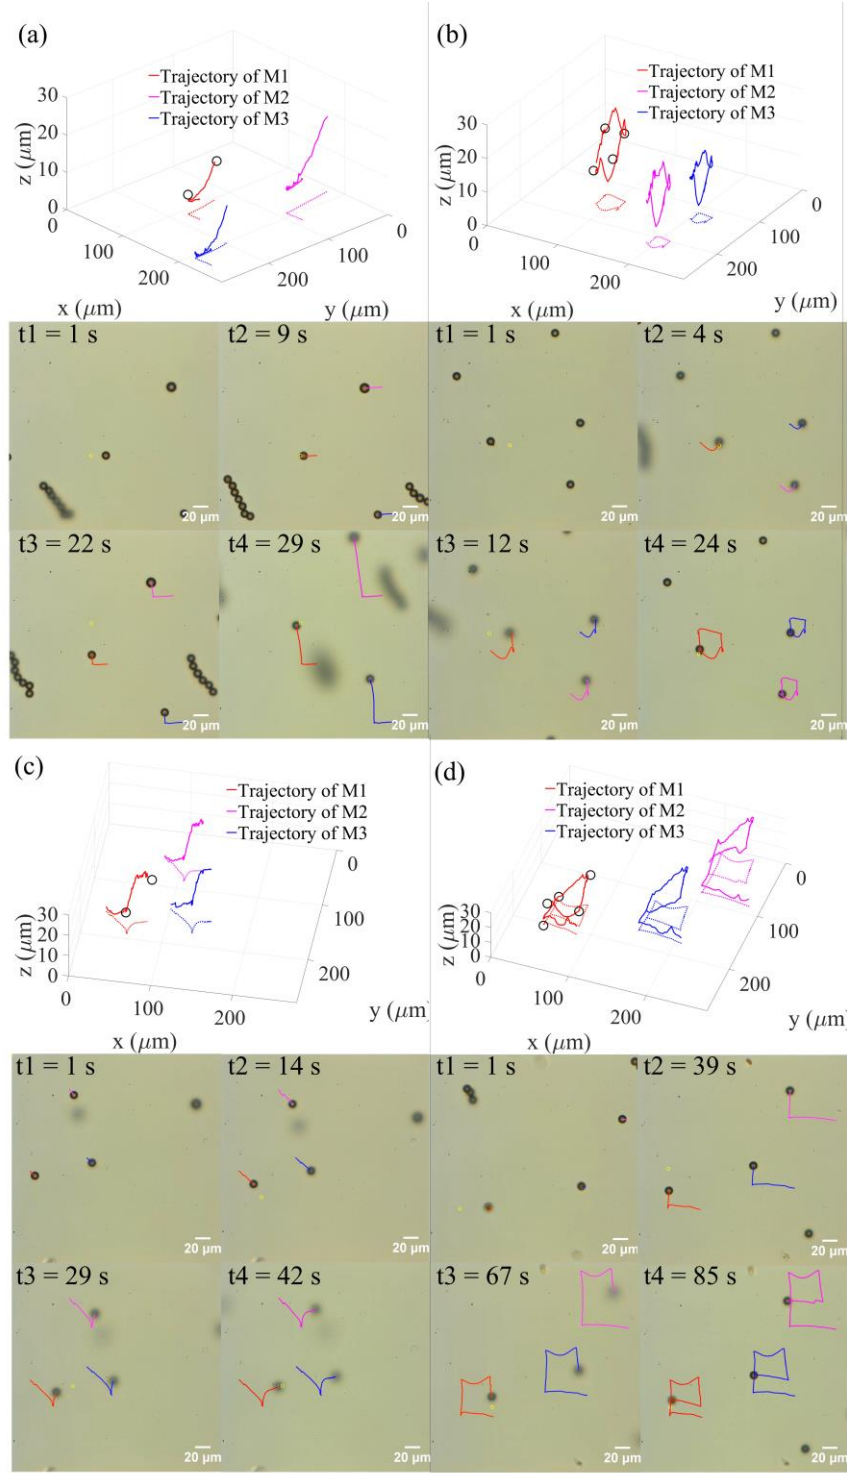 (a)
Trajectory of M1
Trajectory of M2
Trajectory of M3
30
20
10
0
z (μm)
0
100
200
x (μm)
200
100
0
y (μm)
(b)
Trajectory of M1
Trajectory of M2
Trajectory of M3
30
20
10
0
z (μm)
0
100
200
x (μm)
200
100
0
y (μm)
t1 = 1 s
20 μm
t2 = 9 s
20 μm
t1 = 1 s
20 μm
t2 = 4 s
20 μm
t3 = 22 s
20 μm
t4 = 29 s
20 μm
t3 = 12 s
20 μm
t4 = 24 s
20 μm
(c)
Trajectory of M1
Trajectory of M2
Trajectory of M3
30
20
10
0
z (μm)
0
100
200
x (μm)
0
100
200
y (μm)
(d)
Trajectory of M1
Trajectory of M2
Trajectory of M3
30
20
10
0
z (μm)
0
100
200
x (μm)
0
100
200
y (μm)
t1 = 1 s
20 μm
t2 = 14 s
20 μm
t1 = 1 s
20 μm
t2 = 39 s
20 μm
t3 = 29 s
20 μm
t4 = 42 s
20 μm
t3 = 67 s
20 μm
t4 = 85 s
20 μm